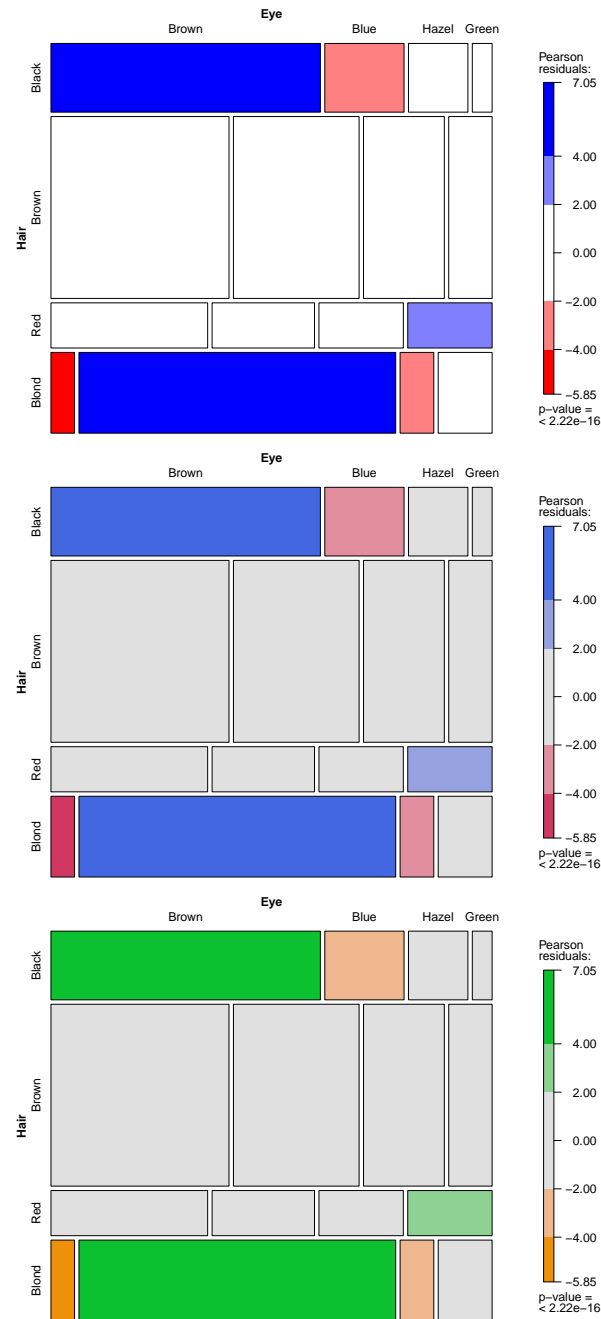 Eye
Brown Blue Hazel Green
Hair
Black
Brown
Red
Blond
Pearson
residuals:
7.05
4.00
2.00
0.00
−2.00
−4.00
−5.85
p−value =
< 2.22e−16
Eye
Brown Blue Hazel Green
Hair
Black
Brown
Red
Blond
Pearson
residuals:
7.05
4.00
2.00
0.00
−2.00
−4.00
−5.85
p−value =
< 2.22e−16
Eye
Brown Blue Hazel Green
Hair
Black
Brown
Red
Blond
Pearson
residuals:
7.05
4.00
2.00
0.00
−2.00
−4.00
−5.85
p−value =
< 2.22e−16